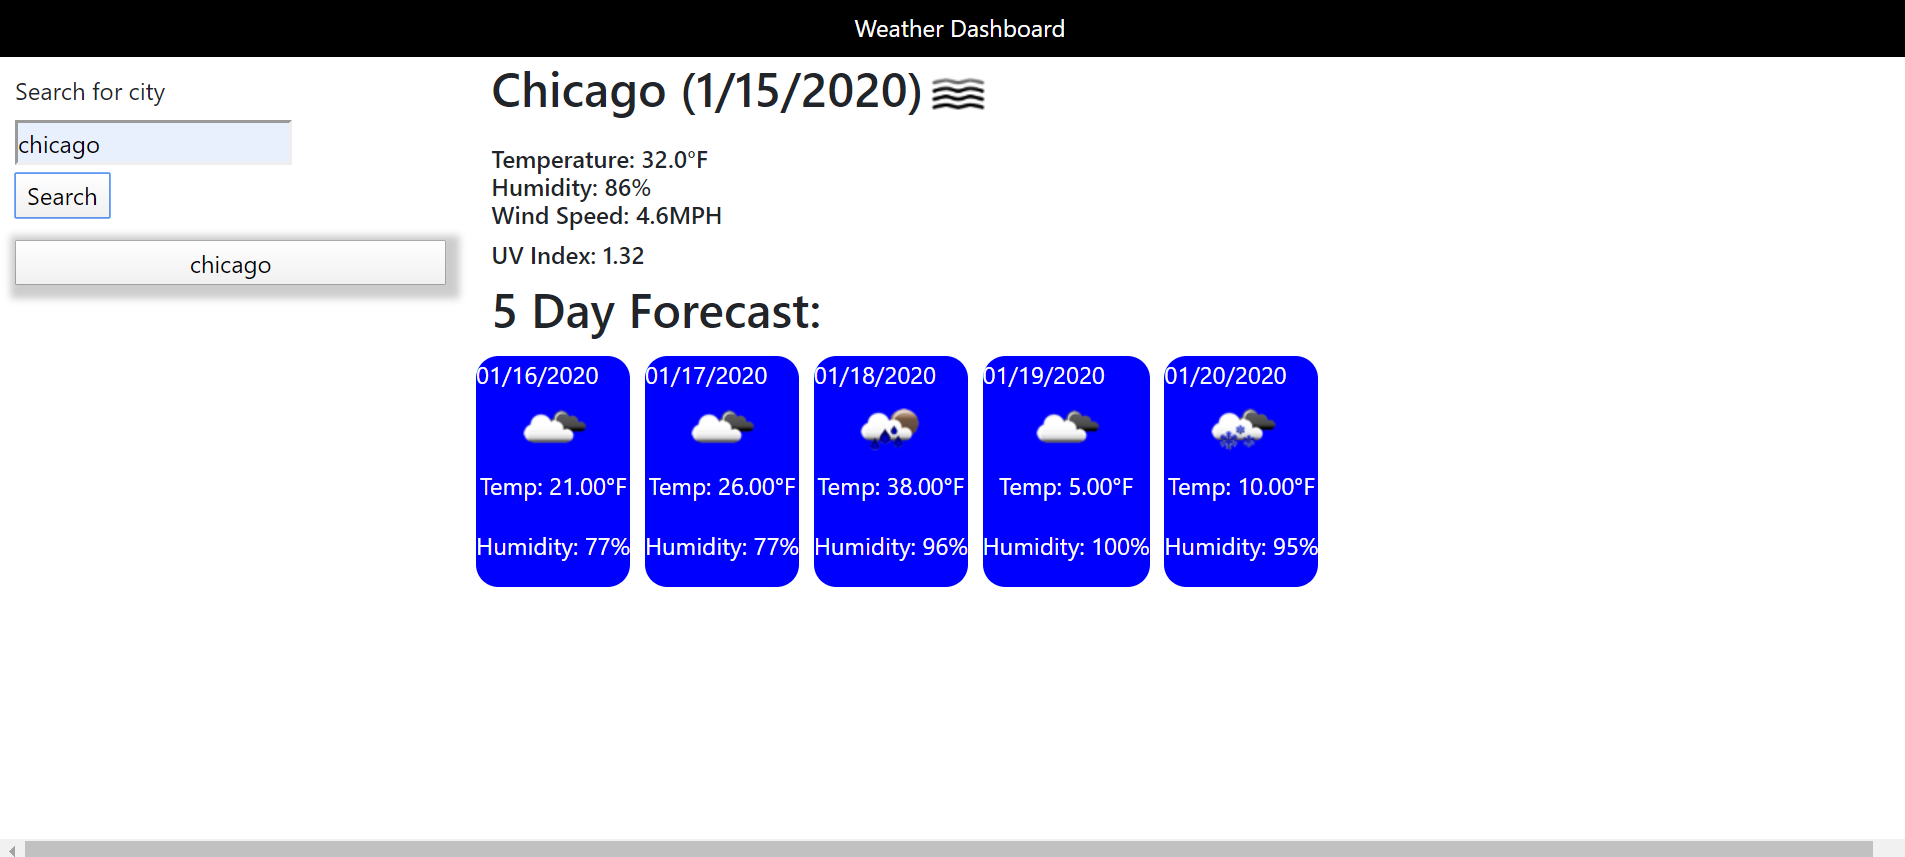 Weather Dashboard
Search for city
chicago
Search
chicago
Chicago (1/15/2020)
Temperature: 32.0°F
Humidity: 86%
Wind Speed: 4.6MPH
UV Index: 1.32
5 Day Forecast:
01/16/2020
Temp: 21.00°F
Humidity: 77%
01/17/2020
Temp: 26.00°F
Humidity: 77%
01/18/2020
Temp: 38.00°F
Humidity: 96%
01/19/2020
Temp: 5.00°F
Humidity: 100%
01/20/2020
Temp: 10.00°F
Humidity: 95%